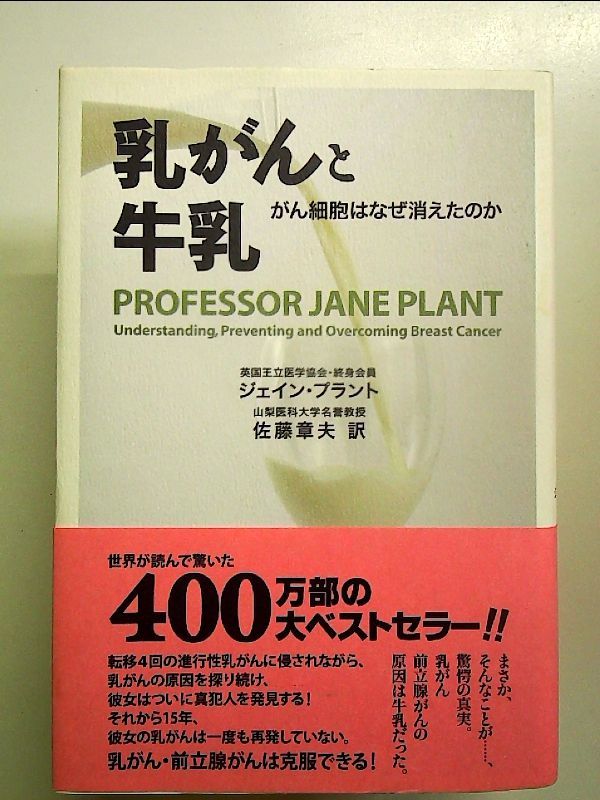 乳がんと
牛乳
がん細胞はなぜ消えたのか
PROFESSOR JANE PLANT
Understanding, Preventing and Overcoming Breast Cancer
英国王立医学協会・終身会員
ジェイン・プラント
山梨医科大学名誉教授
佐藤章夫 訳
世界が読んで驚いた
400万部の
大ベストセラー!!
転移4回の進行性乳がんに侵されながら、
乳がんの原因を探り続け、
彼女はついに真犯人を発見する!
それから15年、
彼女の乳がんは一度も再発していない。
乳がん・前立腺がんは克服できる!
まさか、
そんなことが……、
驚愕の真実。
乳がん
前立腺がんの
原因は牛乳だった。